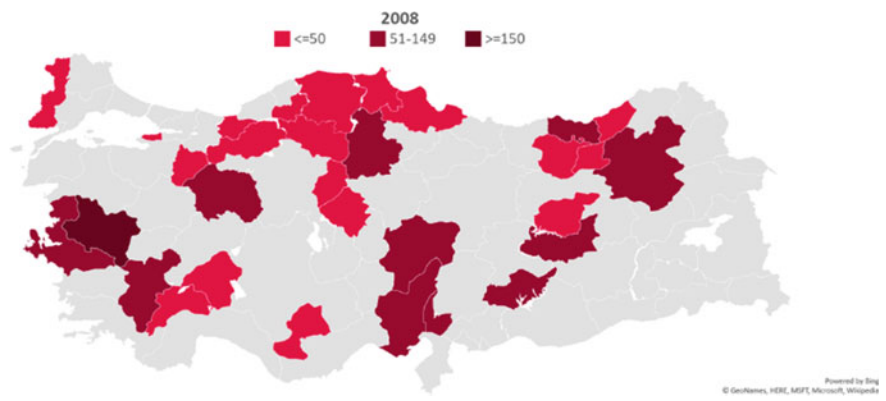 2008
<=50 51-149 >=150
Powered by Bing
© GeoNames, HERE, MSFT, Microsoft, Wikipedia